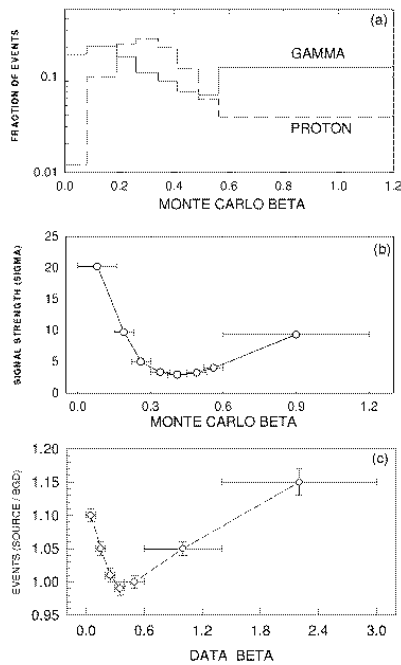 (a)
FRACTION OF EVENTS
0.1
0.01
GAMMA
PROTON
0.0 0.2 0.4 0.6 0.8 1.0 1.2
MONTE CARLO BETA
(b)
SIGNAL STRENGTH (SIGMA)
25
20
15
10
5
0
0.0 0.3 0.6 0.9 1.2
MONTE CARLO BETA
(c)
EVENTS (SOURCE / BGD)
1.20
1.15
1.10
1.05
1.00
0.95
0.0 0.6 1.2 1.8 2.4 3.0
DATA BETA